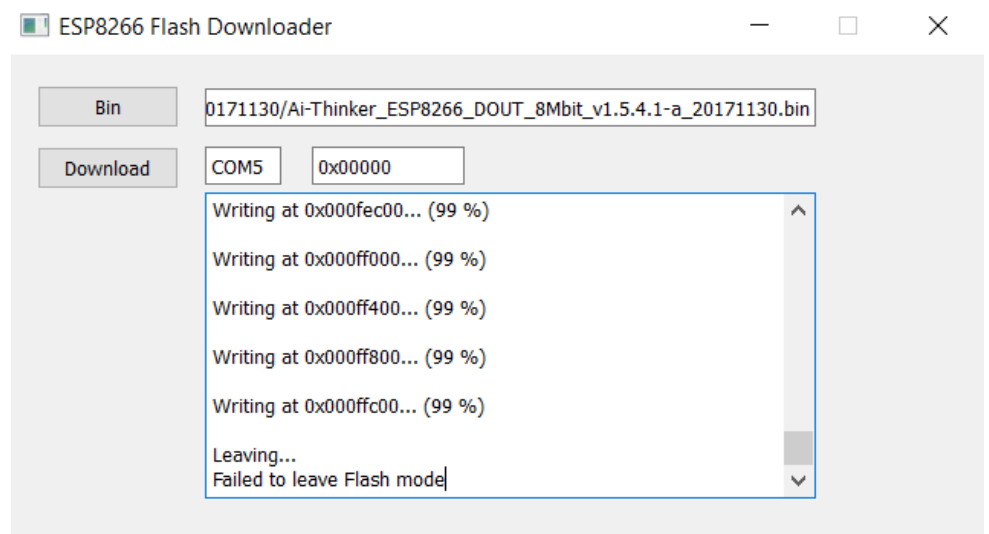 ESP8266 Flash Downloader
Bin
0171130/Ai-Thinker_ESP8266_DOUT_8Mbit_v1.5.4.1-a_20171130.bin
Download
COM5
0x00000
Writing at 0x000fec00... (99 %)
Writing at 0x000ff000... (99 %)
Writing at 0x000ff400... (99 %)
Writing at 0x000ff800... (99 %)
Writing at 0x000ffc00... (99 %)
Leaving...
Failed to leave Flash mode